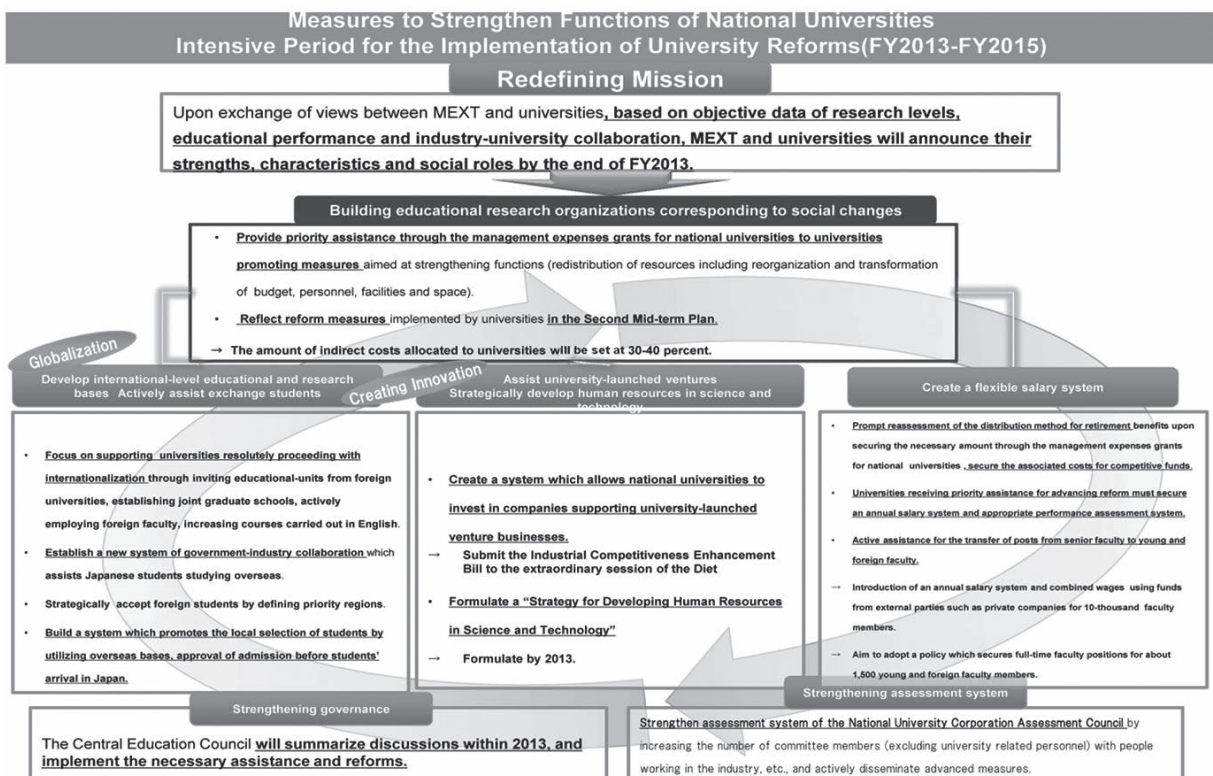 Measures to Strengthen Functions of National Universities
Intensive Period for the Implementation of University Reforms(FY2013-FY2015)
Redefining Mission
Upon exchange of views between MEXT and universities, based on objective data of research levels,
educational performance and industry-university collaboration, MEXT and universities will announce their
strengths, characteristics and social roles by the end of FY2013.
Building educational research organizations corresponding to social changes
• Provide priority assistance through the management expenses grants for national universities to universities
promoting measures aimed at strengthening functions (redistribution of resources including reorganization and transformation
of budget, personnel, facilities and space).
• Reflect reform measures implemented by universities in the Second Mid-term Plan.
→ The amount of indirect costs allocated to universities will be set at 30-40 percent.
Globalization
Develop international-level educational and research
bases Actively assist exchange students
• Focus on supporting universities resolutely proceeding with
internationalization through inviting educational-units from foreign
universities, establishing joint graduate schools, actively
employing foreign faculty, increasing courses carried out in English.
• Establish a new system of government-industry collaboration which
assists Japanese students studying overseas.
• Strategically accept foreign students by defining priority regions.
• Build a system which promotes the local selection of students by
utilizing overseas bases, approval of admission before students'
arrival in Japan.
Creating Innovation
Assist university-launched ventures
Strategically develop human resources in science and
technology
• Create a system which allows national universities to
invest in companies supporting university-launched
venture businesses.
→ Submit the Industrial Competitiveness Enhancement
Bill to the extraordinary session of the Diet
• Formulate a "Strategy for Developing Human Resources
in Science and Technology"
→ Formulate by 2013.
Create a flexible salary system
• Prompt reassessment of the distribution method for retirement benefits upon
securing the necessary amount through the management expenses grants
for national universities , secure the associated costs for competitive funds.
• Universities receiving priority assistance for advancing reform must secure
an annual salary system and appropriate performance assessment system.
• Active assistance for the transfer of posts from senior faculty to young and
foreign faculty.
→ Introduction of an annual salary system and combined wages using funds
from external parties such as private companies for 10-thousand faculty
members.
→ Aim to adopt a policy which secures full-time faculty positions for about
1,500 young and foreign faculty members.
Strengthening governance
The Central Education Council will summarize discussions within 2013, and
implement the necessary assistance and reforms.
Strengthening assessment system
Strengthen assessment system of the National University Corporation Assessment Council by
increasing the number of committee members (excluding university related personnel) with people
working in the industry, etc., and actively disseminate advanced measures.